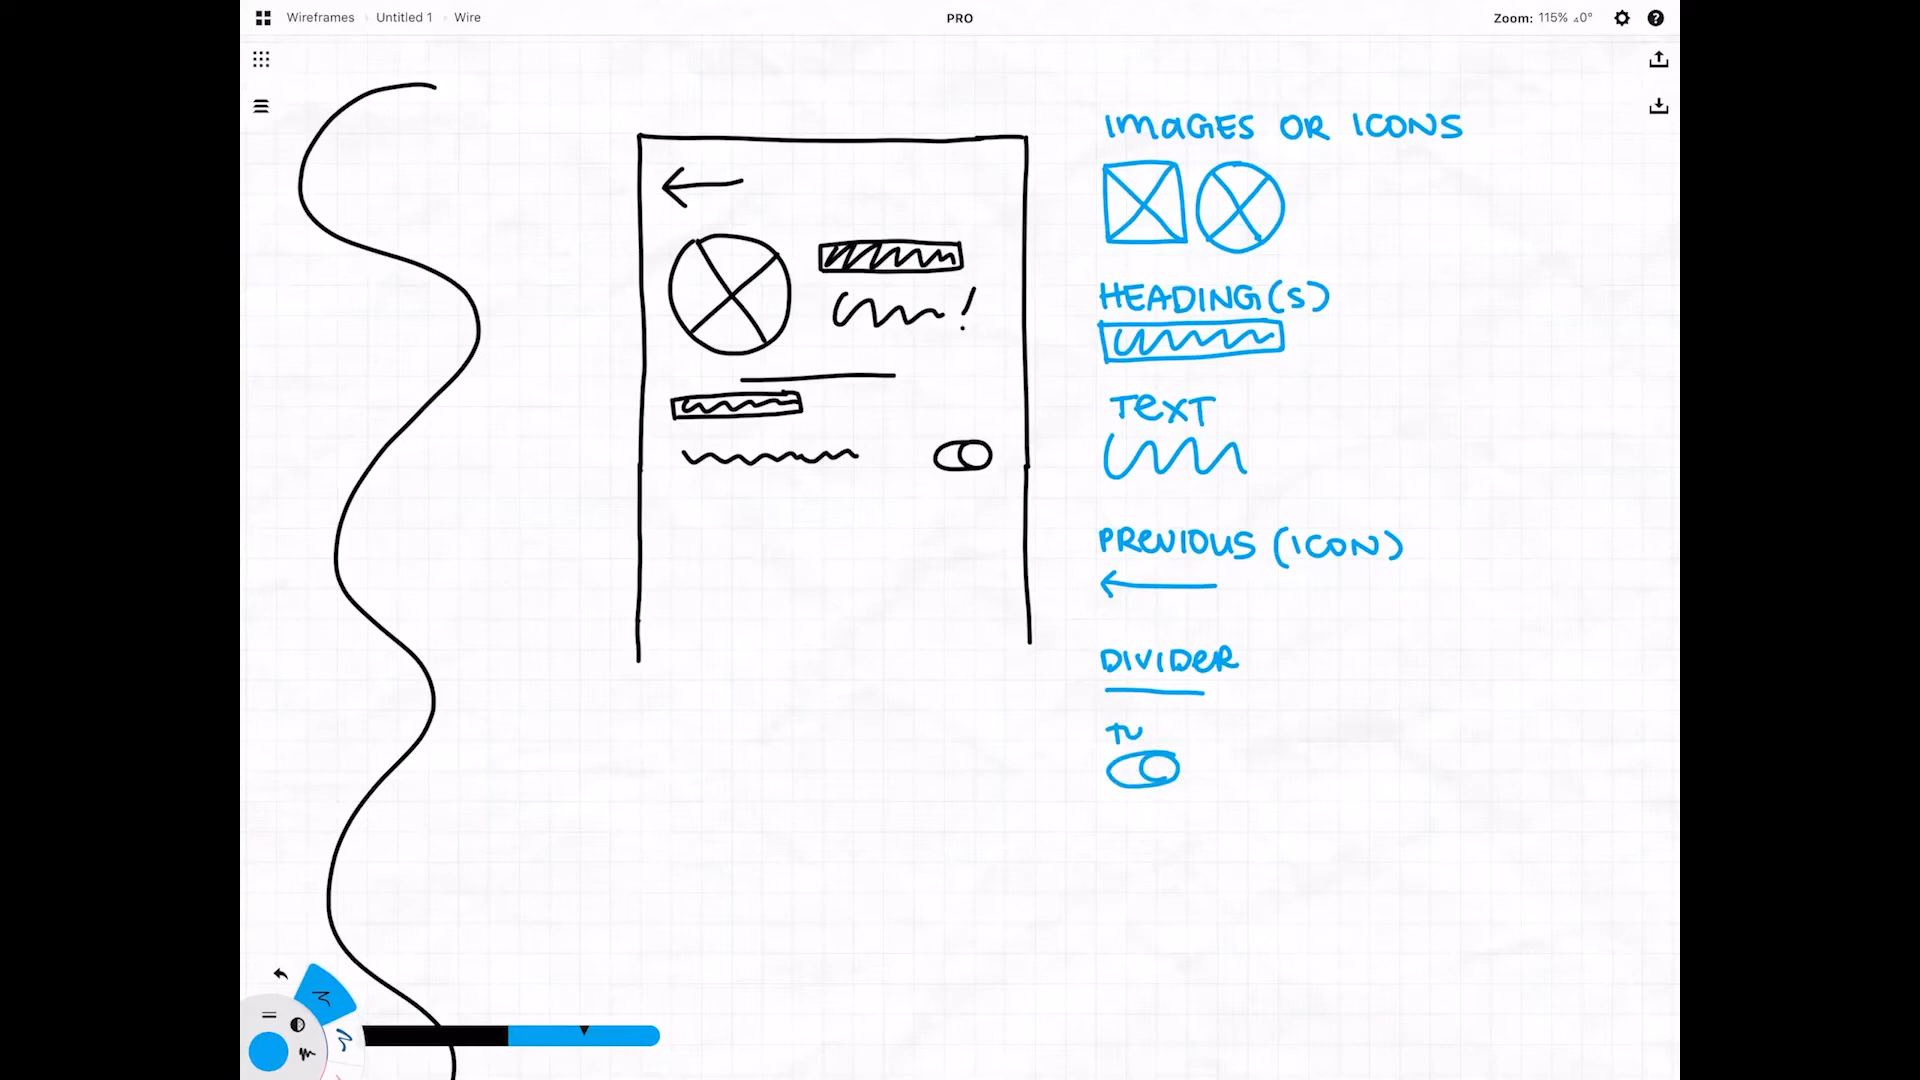 Wireframes › Untitled 1 › Wire
PRO
Zoom: 115% ⊿0°
IMaGES OR ICONS
HEADING(S)
TeXT
PReVIOUS (ICON)
DIVIDeR